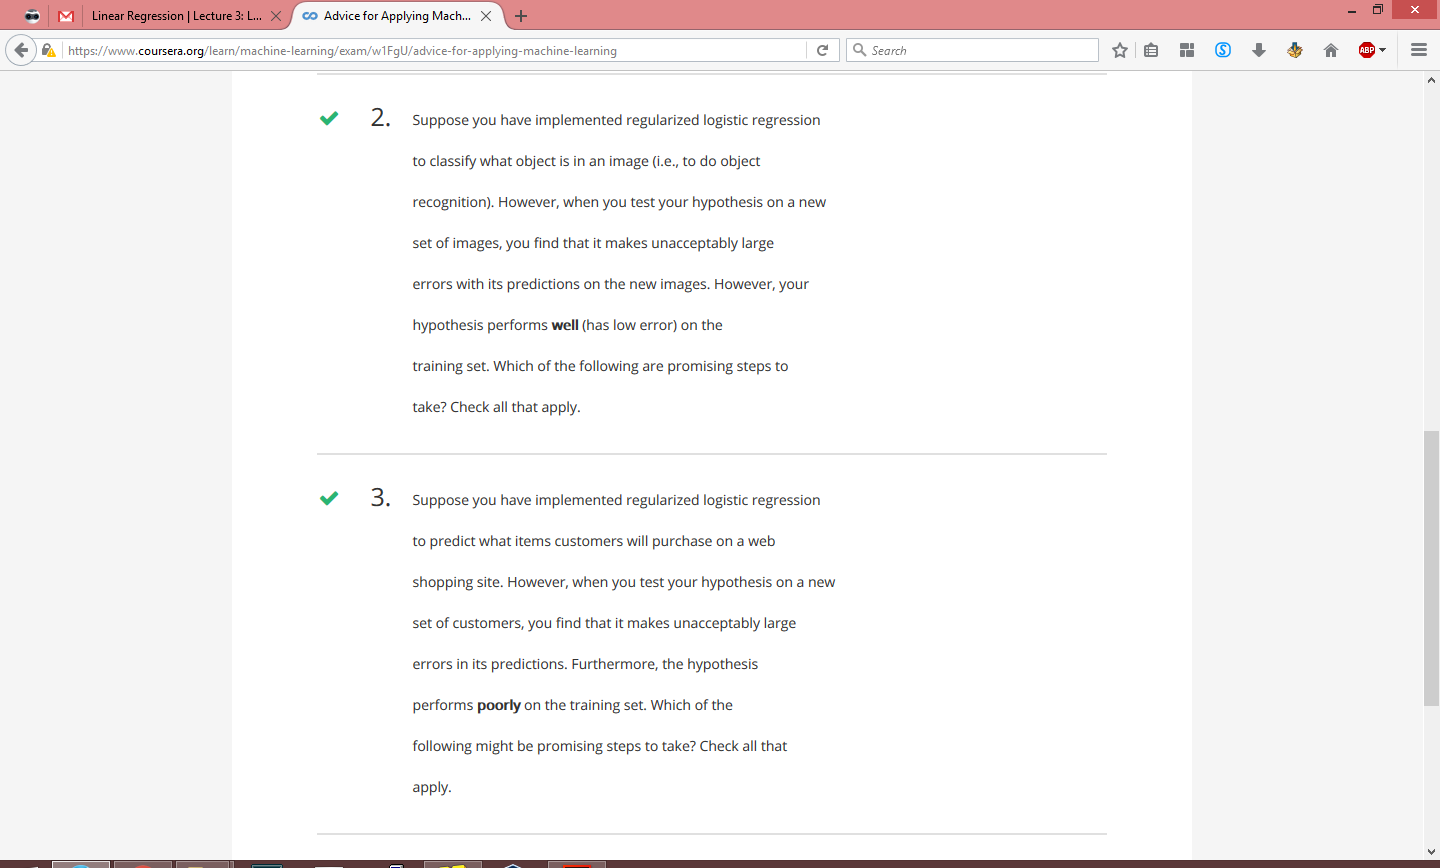 Linear Regression | Lecture 3: L...
Advice for Applying Mach...
https://www.coursera.org/learn/machine-learning/exam/w1FgU/advice-for-applying-machine-learning
Search
ABP
2. Suppose you have implemented regularized logistic regression
to classify what object is in an image (i.e., to do object
recognition). However, when you test your hypothesis on a new
set of images, you find that it makes unacceptably large
errors with its predictions on the new images. However, your
hypothesis performs well (has low error) on the
training set. Which of the following are promising steps to
take? Check all that apply.
3. Suppose you have implemented regularized logistic regression
to predict what items customers will purchase on a web
shopping site. However, when you test your hypothesis on a new
set of customers, you find that it makes unacceptably large
errors in its predictions. Furthermore, the hypothesis
performs poorly on the training set. Which of the
following might be promising steps to take? Check all that
apply.